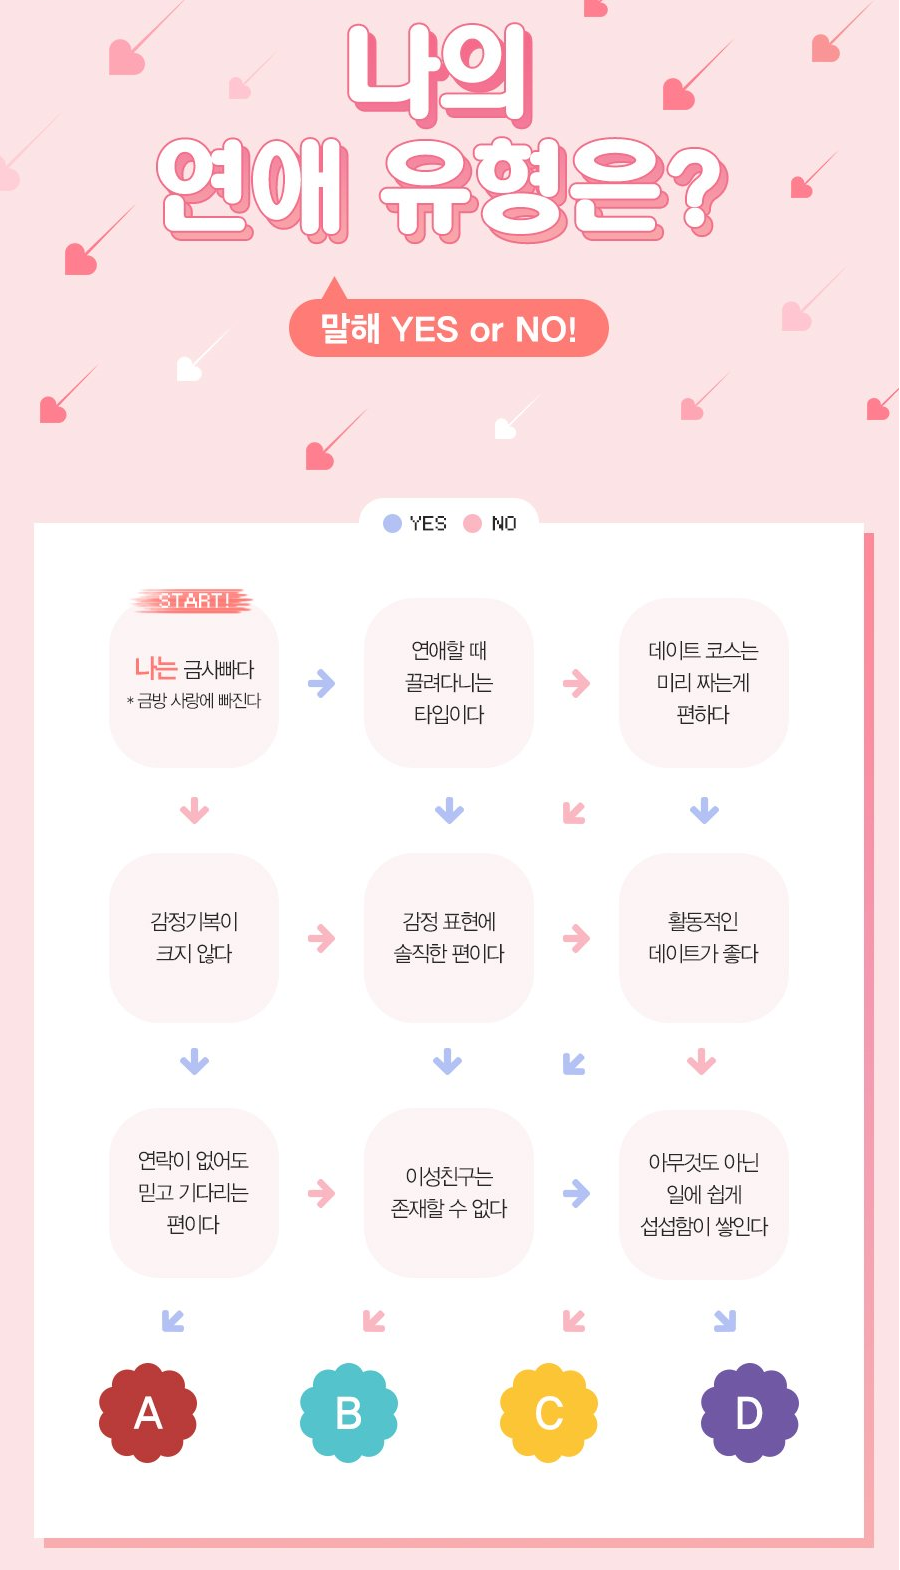 나의
연애 유형은?
말해 YES or NO!
YES NO
START!
나는 금사빠다
* 금방 사랑에 빠진다
연애할 때
끌려다니는
타입이다
데이트 코스는
미리 짜는게
편하다
감정기복이
크지 않다
감정 표현에
솔직한 편이다
활동적인
데이트가 좋다
연락이 없어도
믿고 기다리는
편이다
이성친구는
존재할 수 없다
아무것도 아닌
일에 쉽게
섭섭함이 쌓인다
A
B
C
D